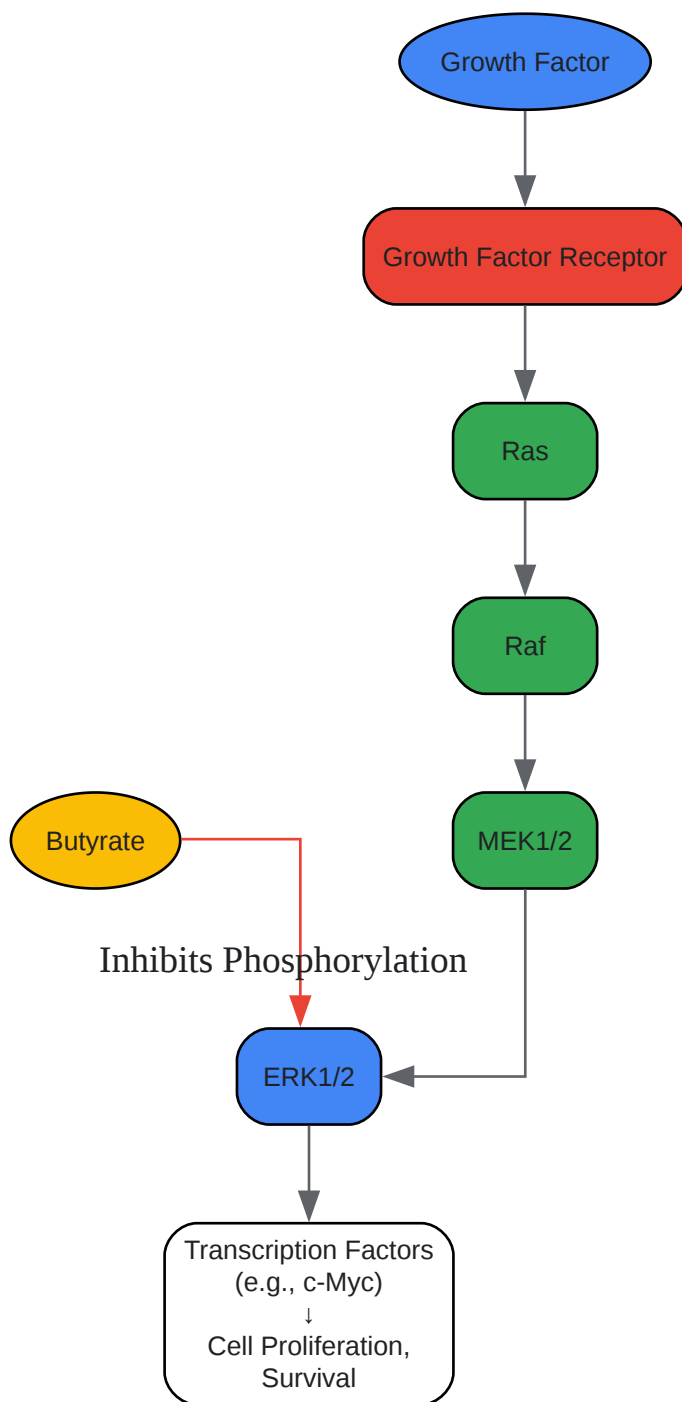 Growth Factor
Growth Factor Receptor
Ras
Raf
Butyrate
MEK1/2
Inhibits Phosphorylation
ERK1/2
Transcription Factors
(e.g., c-Myc)
↓
Cell Proliferation,
Survival